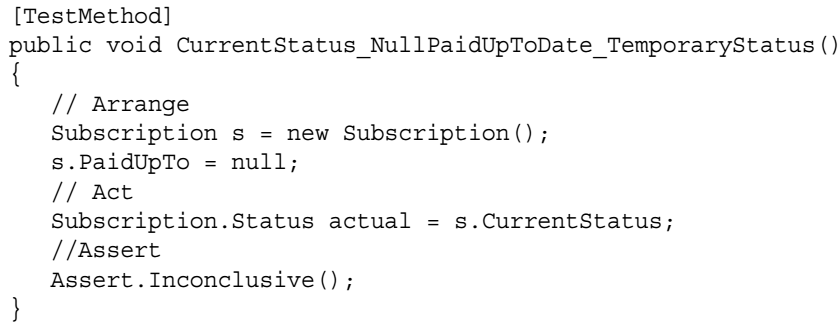 [TestMethod]
public void CurrentStatus_NullPaidUpToDate_TemporaryStatus()
{
   // Arrange
   Subscription s = new Subscription();
   s.PaidUpTo = null;
   // Act
   Subscription.Status actual = s.CurrentStatus;
   //Assert
   Assert.Inconclusive();
}